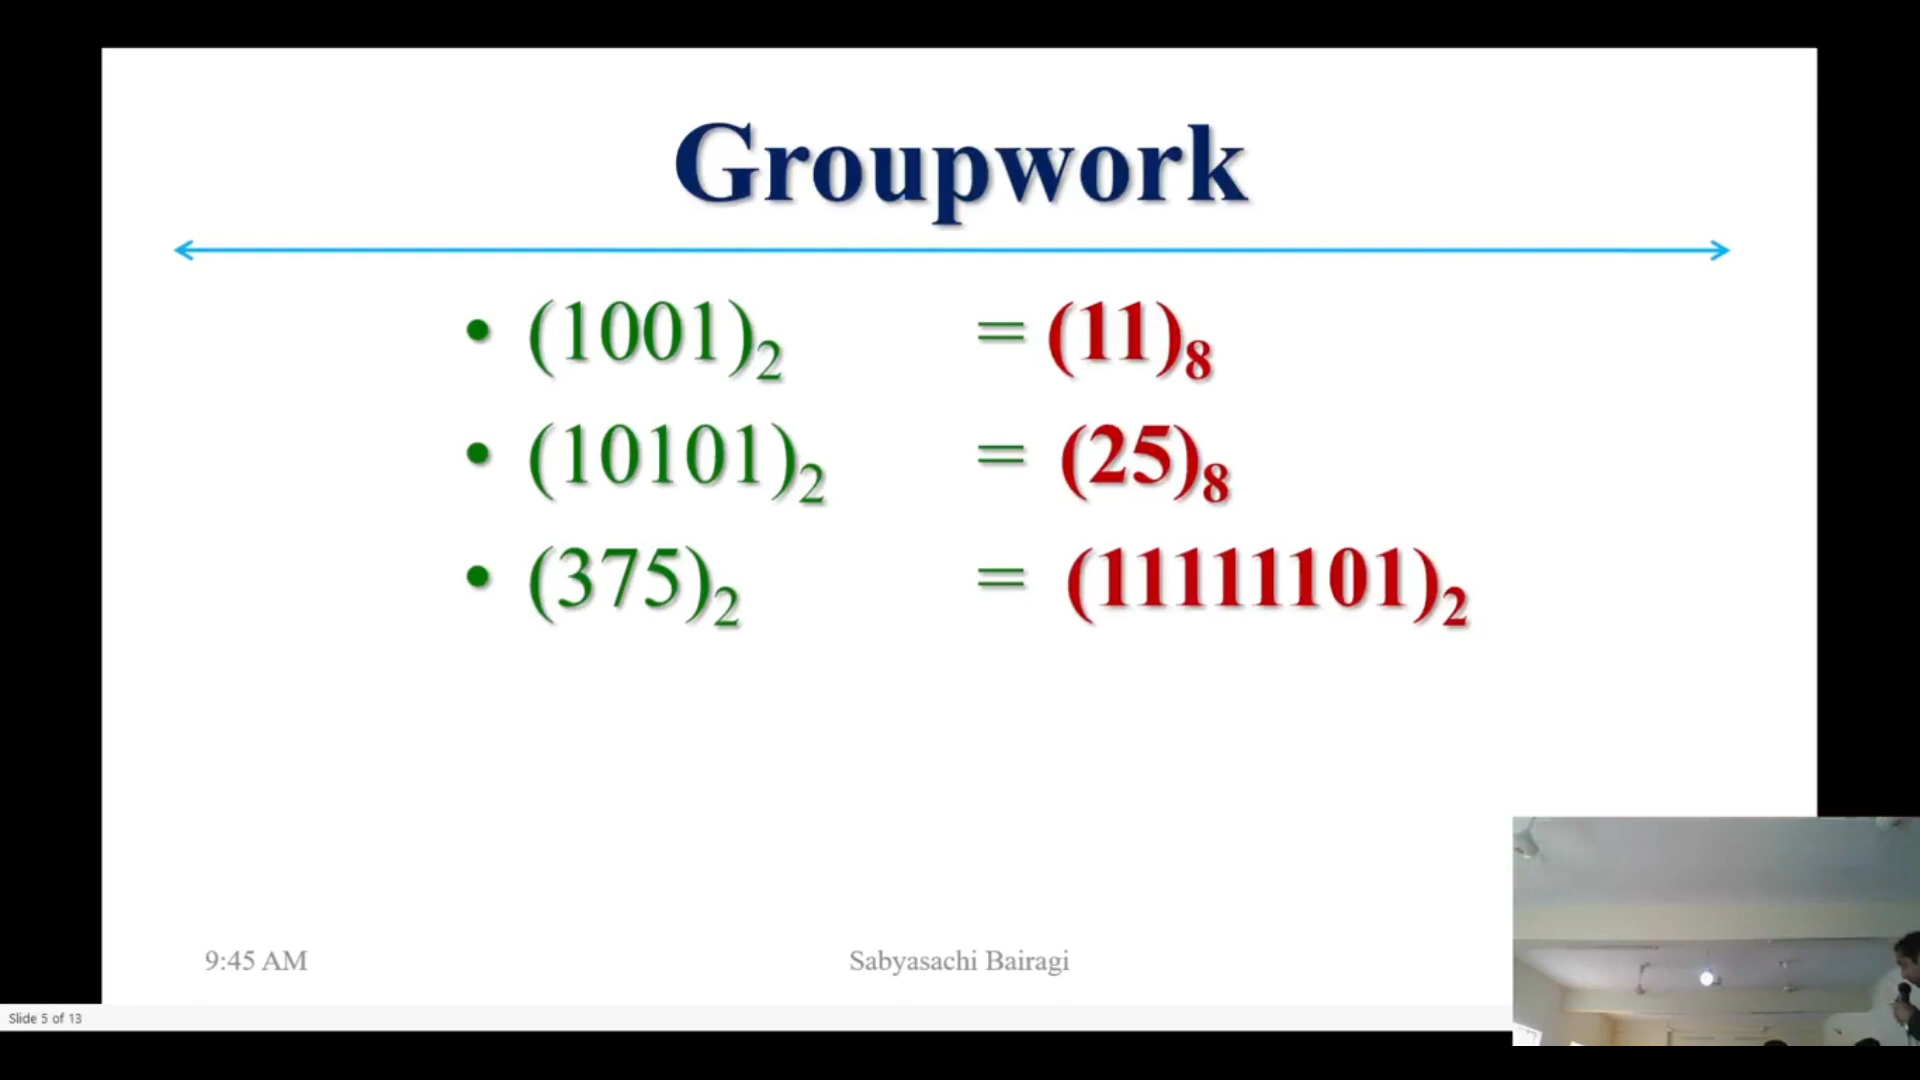 Groupwork
• (1001)₂ = (11)₈
• (10101)₂ = (25)₈
• (375)₂ = (11111101)₂
9:45 AM Sabyasachi Bairagi
Slide 5 of 13